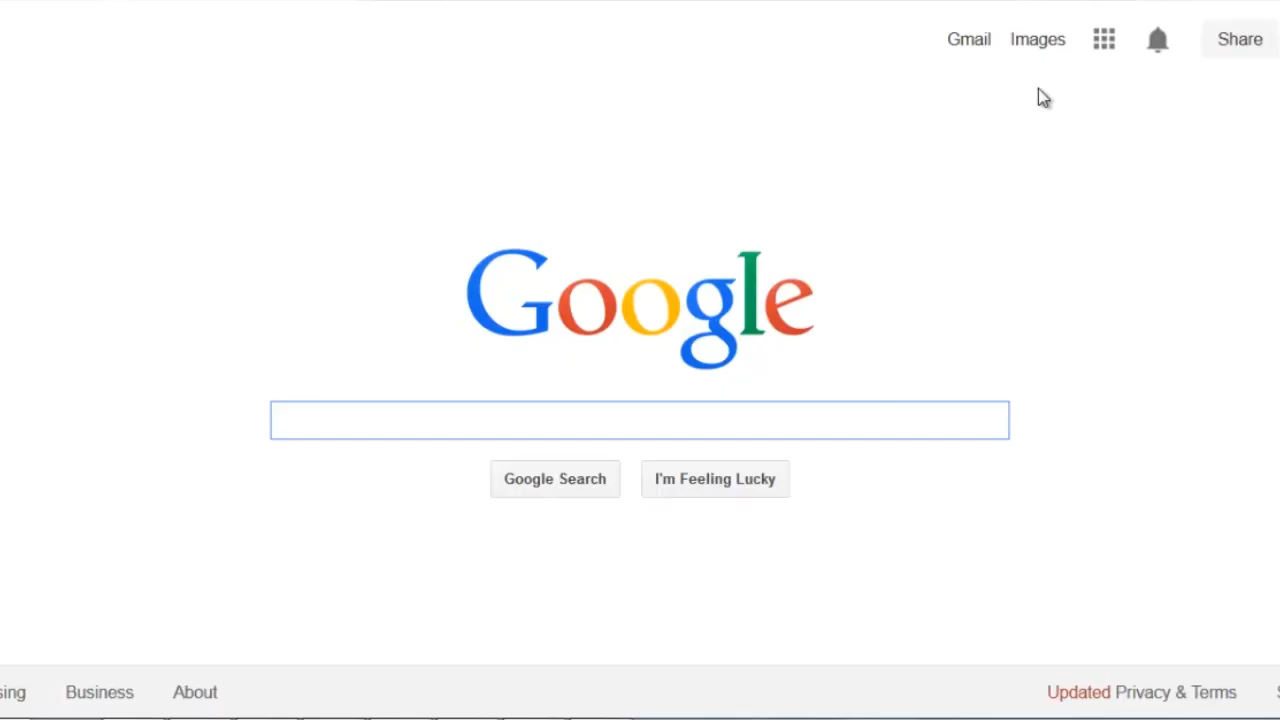 Gmail Images Share
Google
Google Search I'm Feeling Lucky
Business About Updated Privacy & Terms